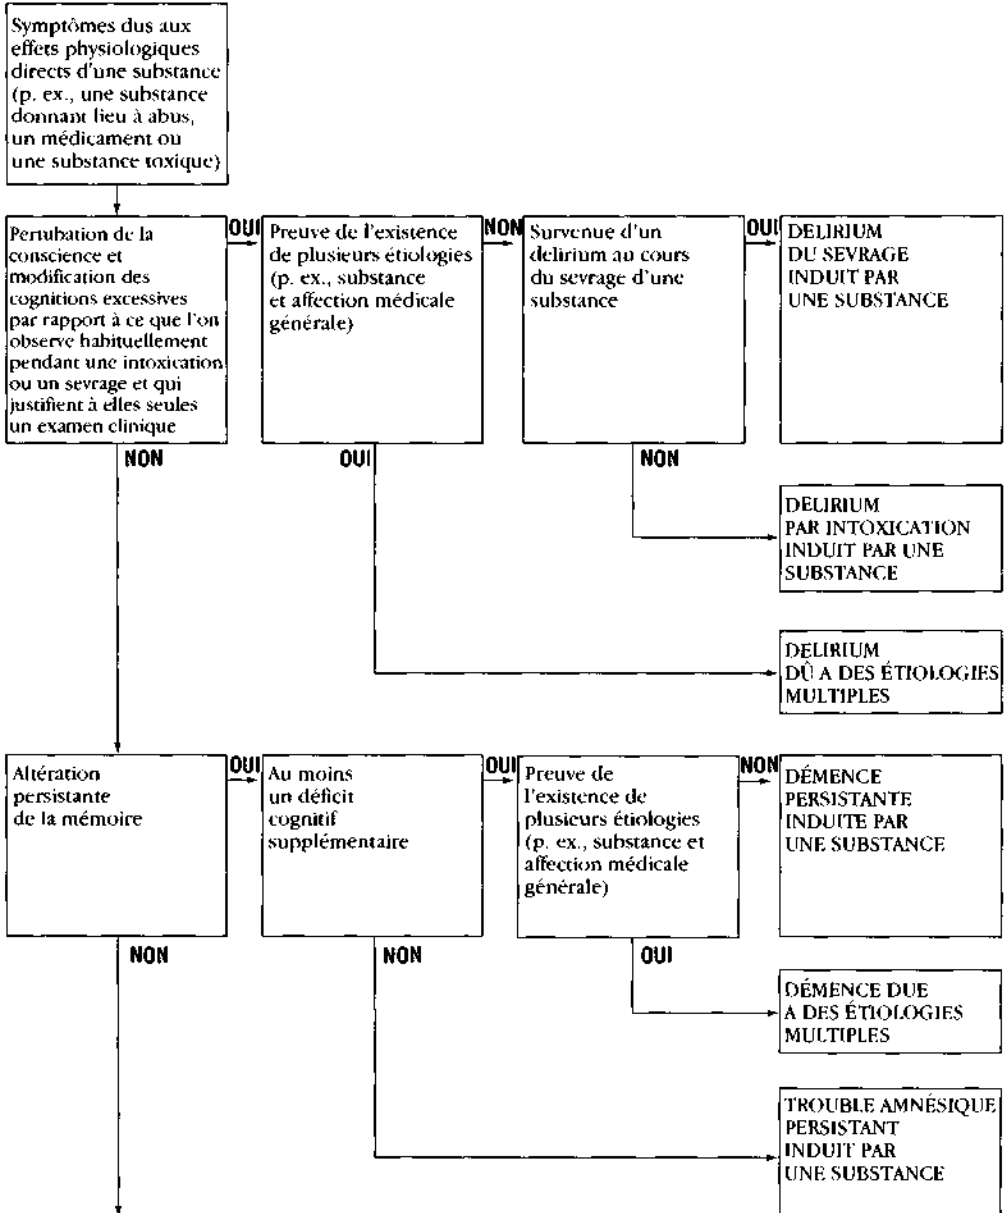 Symptômes dus aux
effets physiologiques
directs d'une substance
(p. ex., une substance
donnant lieu à abus,
un médicament ou
une substance toxique)
Pertubation de la
conscience et
modification des
cognitions excessives
par rapport à ce que l'on
observe habituellement
pendant une intoxication
ou un sevrage et qui
justifient à elles seules
un examen clinique
OUI
Preuve de l'existence
de plusieurs étiologies
(p. ex., substance
et affection médicale
générale)
NON
Survenue d'un
delirium au cours
du sevrage d'une
substance
OUI
DELIRIUM
DU SEVRAGE
INDUIT PAR
UNE SUBSTANCE
NON
OUI
NON
DELIRIUM
PAR INTOXICATION
INDUIT PAR UNE
SUBSTANCE
DELIRIUM
DÛ A DES ÉTIOLOGIES
MULTIPLES
Altération
persistante
de la mémoire
OUI
Au moins
un déficit
cognitif
supplémentaire
OUI
Preuve de
l'existence de
plusieurs étiologies
(p. ex., substance et
affection médicale
générale)
NON
DÉMENCE
PERSISTANTE
INDUITE PAR
UNE SUBSTANCE
NON
NON
OUI
DÉMENCE DUE
A DES ÉTIOLOGIES
MULTIPLES
TROUBLE AMNÉSIQUE
PERSISTANT
INDUIT PAR
UNE SUBSTANCE